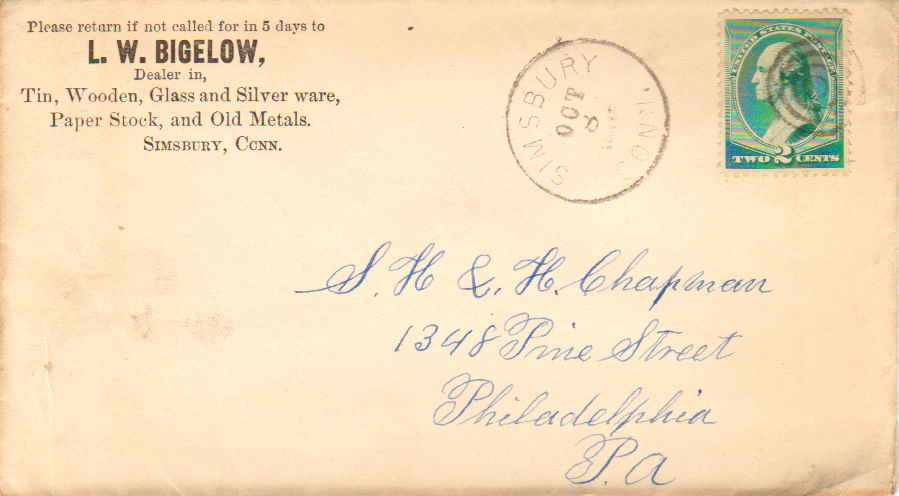 Please return if not called for in 5 days to
L. W. BIGELOW,
Dealer in,
Tin, Wooden, Glass and Silver ware,
Paper Stock, and Old Metals.
SIMSBURY, CONN.
SIMSBURY CONN.
OCT
UNITED STATES POSTAGE
TWO 2 CENTS
S. H & H. Chapman
1348 Pine Street
Philadelphia
P.a